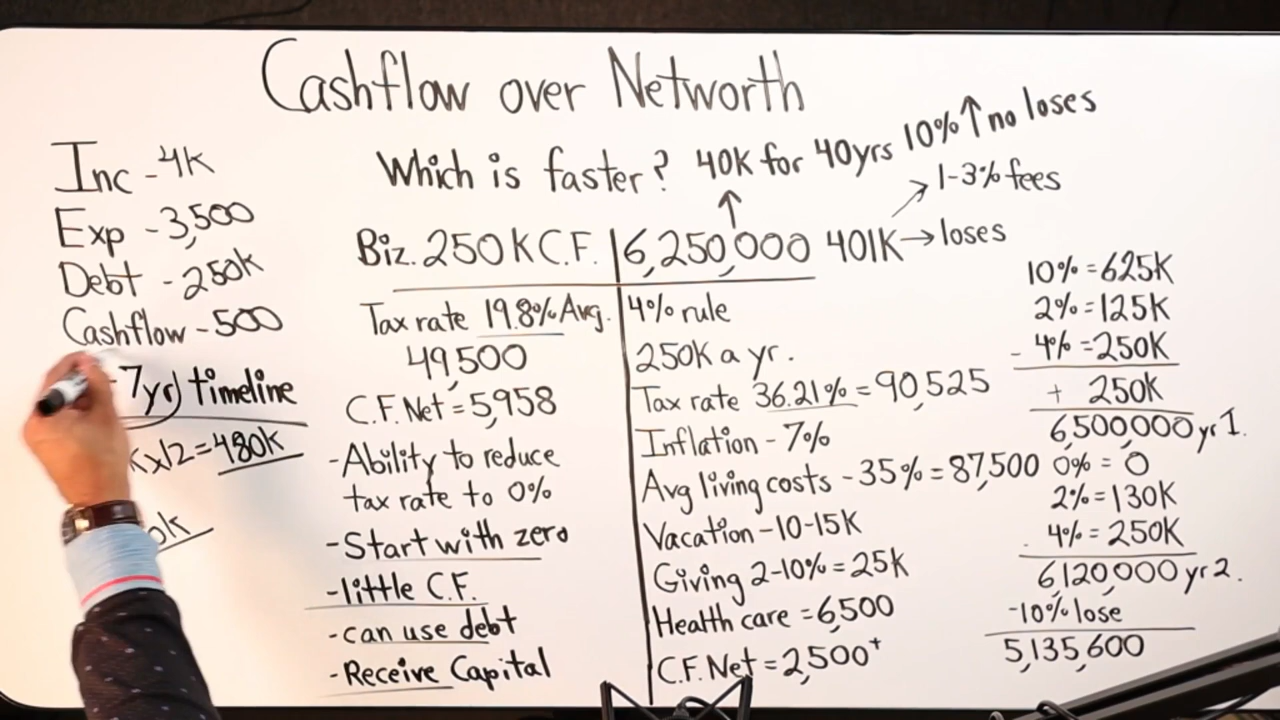 Cashflow over Networth
Inc - 4K
Exp - 3,500
Debt - 250K
Cashflow - 500
7yr) timeline
x12 = 480K
Which is faster? 40K for 40yrs 10%↑ no loses
→ 1-3% fees
Biz. 250K C.F. | 6,250,000 401K → loses
Tax rate 19.8% Avg.
49,500
C.F. Net = 5,958
- Ability to reduce
tax rate to 0%
- Start with zero
- little C.F.
- can use debt
- Receive Capital
4% rule
250K a yr.
Tax rate 36.21% = 90,525
Inflation - 7%
Avg living costs - 35% = 87,500
Vacation - 10-15K
Giving 2-10% = 25K
Health care = 6,500
C.F. Net = 2,500+
10% = 625K
2% = 125K
- 4% = 250K
+ 250K
6,500,000 yr 1.
0% = 0
2% = 130K
- 4% = 250K
6,120,000 yr 2.
-10% lose
5,135,600